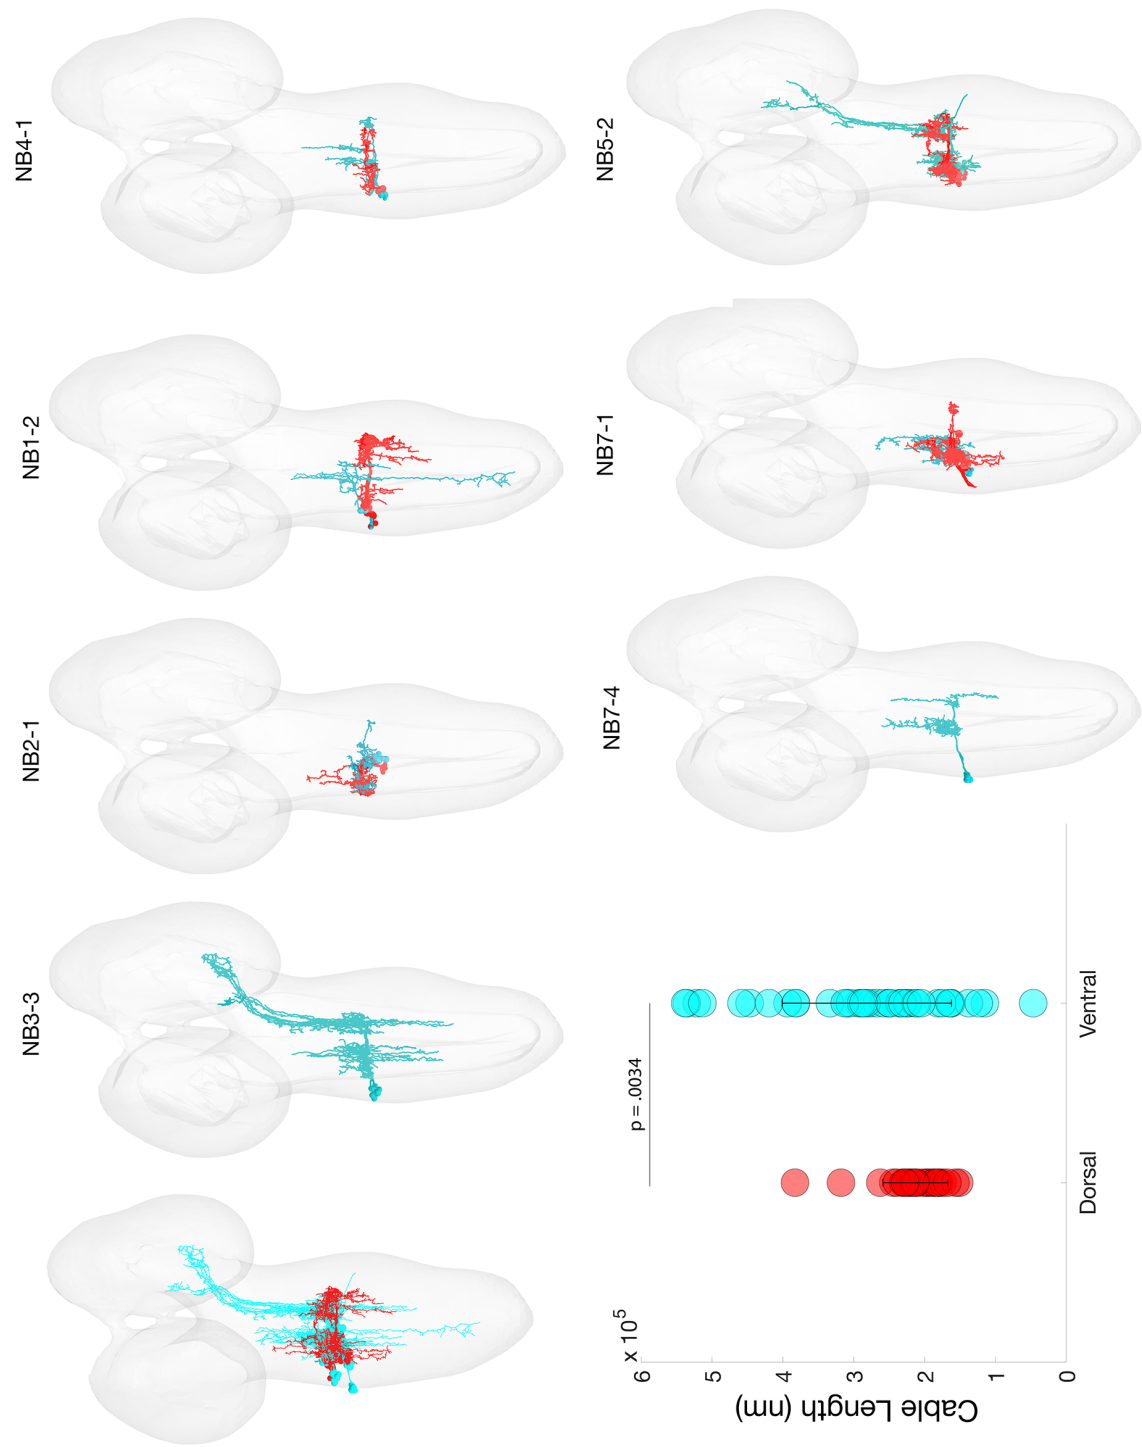 NB3-3
NB2-1
NB1-2
NB4-1
NB7-4
NB7-1
NB5-2
x 10^5
6
5
4
3
2
1
0
Cable Length (nm)
p = .0034
Dorsal
Ventral